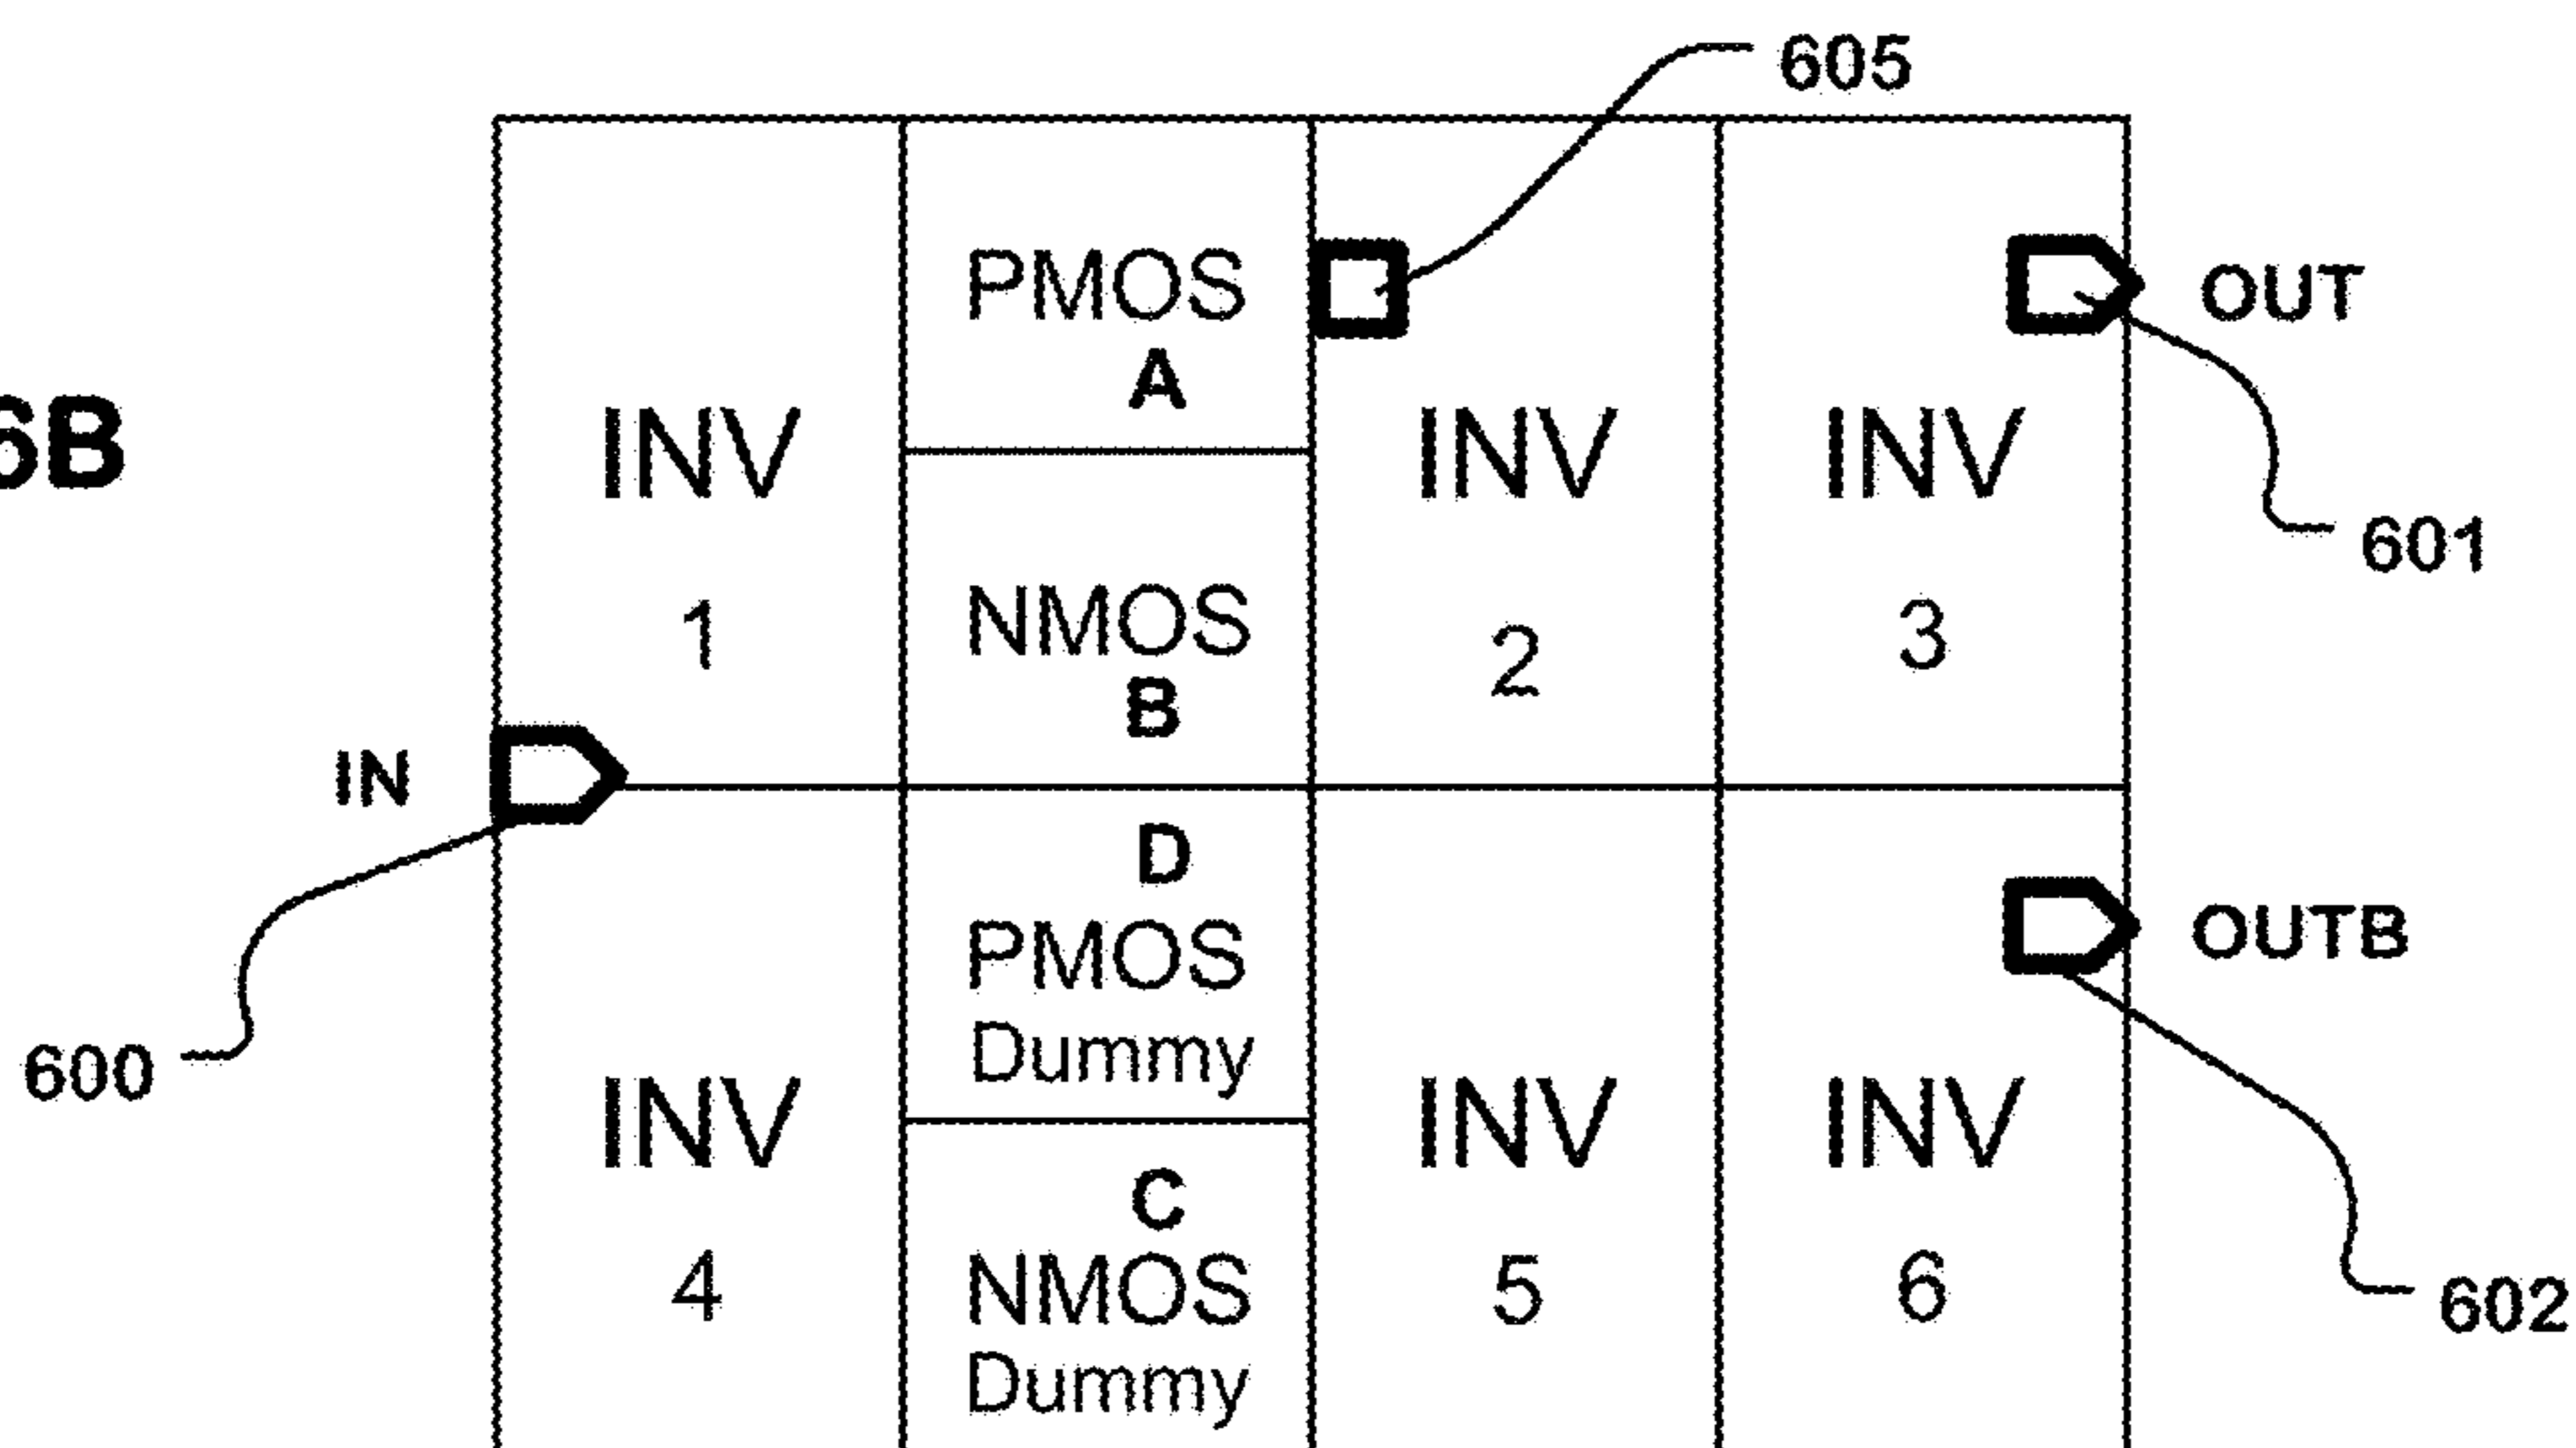 605
PMOS
A
OUT
6B
INV
INV
INV
601
NMOS
1
2
3
B
IN
D
OUTB
PMOS
Dummy
600
INV
INV
INV
C
4
NMOS
5
6
602
Dummy